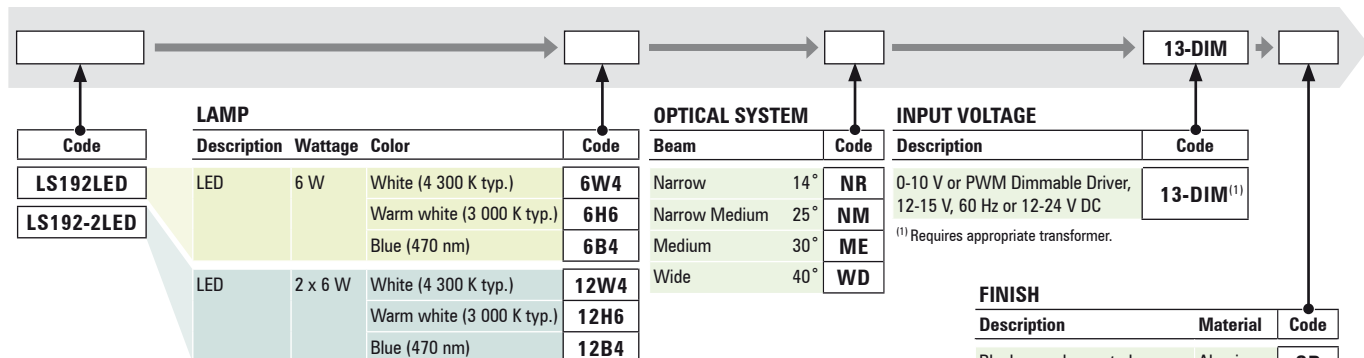 13-DIM
LAMP
OPTICAL SYSTEM
INPUT VOLTAGE
Code
Description Wattage Color Code
Beam Code
Description Code
LS192LED
LS192-2LED
LED 6 W White (4 300 K typ.) 6W4
Warm white (3 000 K typ.) 6H6
Blue (470 nm) 6B4
LED 2 x 6 W White (4 300 K typ.) 12W4
Warm white (3 000 K typ.) 12H6
Blue (470 nm) 12B4
Narrow 14° NR
Narrow Medium 25° NM
Medium 30° ME
Wide 40° WD
0-10 V or PWM Dimmable Driver,
12-15 V, 60 Hz or 12-24 V DC
13-DIM(1)
(1) Requires appropriate transformer.
FINISH
Description Material Code